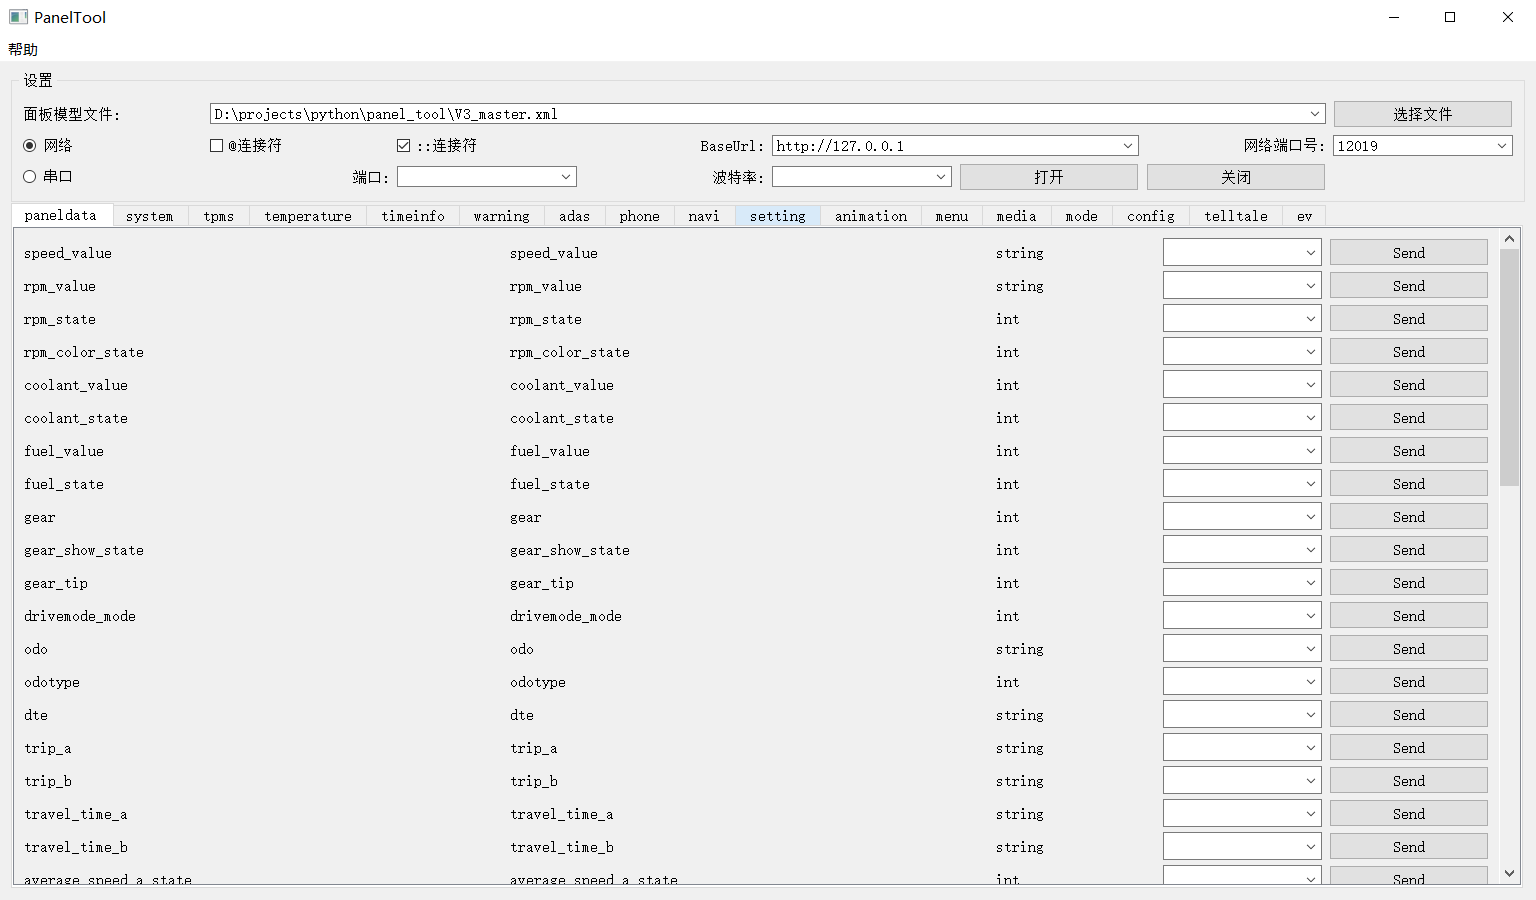 PanelTool
帮助
设置
面板模型文件: D:\projects\python\panel_tool\V3_master.xml 选择文件
网络 @连接符 ::连接符 BaseUrl: http://127.0.0.1 网络端口号: 12019
串口 端口: 波特率: 打开 关闭
paneldata system tpms temperature timeinfo warning adas phone navi setting animation menu media mode config telltale ev
speed_value speed_value string Send
rpm_value rpm_value string Send
rpm_state rpm_state int Send
rpm_color_state rpm_color_state int Send
coolant_value coolant_value int Send
coolant_state coolant_state int Send
fuel_value fuel_value int Send
fuel_state fuel_state int Send
gear gear int Send
gear_show_state gear_show_state int Send
gear_tip gear_tip int Send
drivemode_mode drivemode_mode int Send
odo odo string Send
odotype odotype int Send
dte dte string Send
trip_a trip_a string Send
trip_b trip_b string Send
travel_time_a travel_time_a string Send
travel_time_b travel_time_b string Send
average_speed_a_state average_speed_a_state int Send